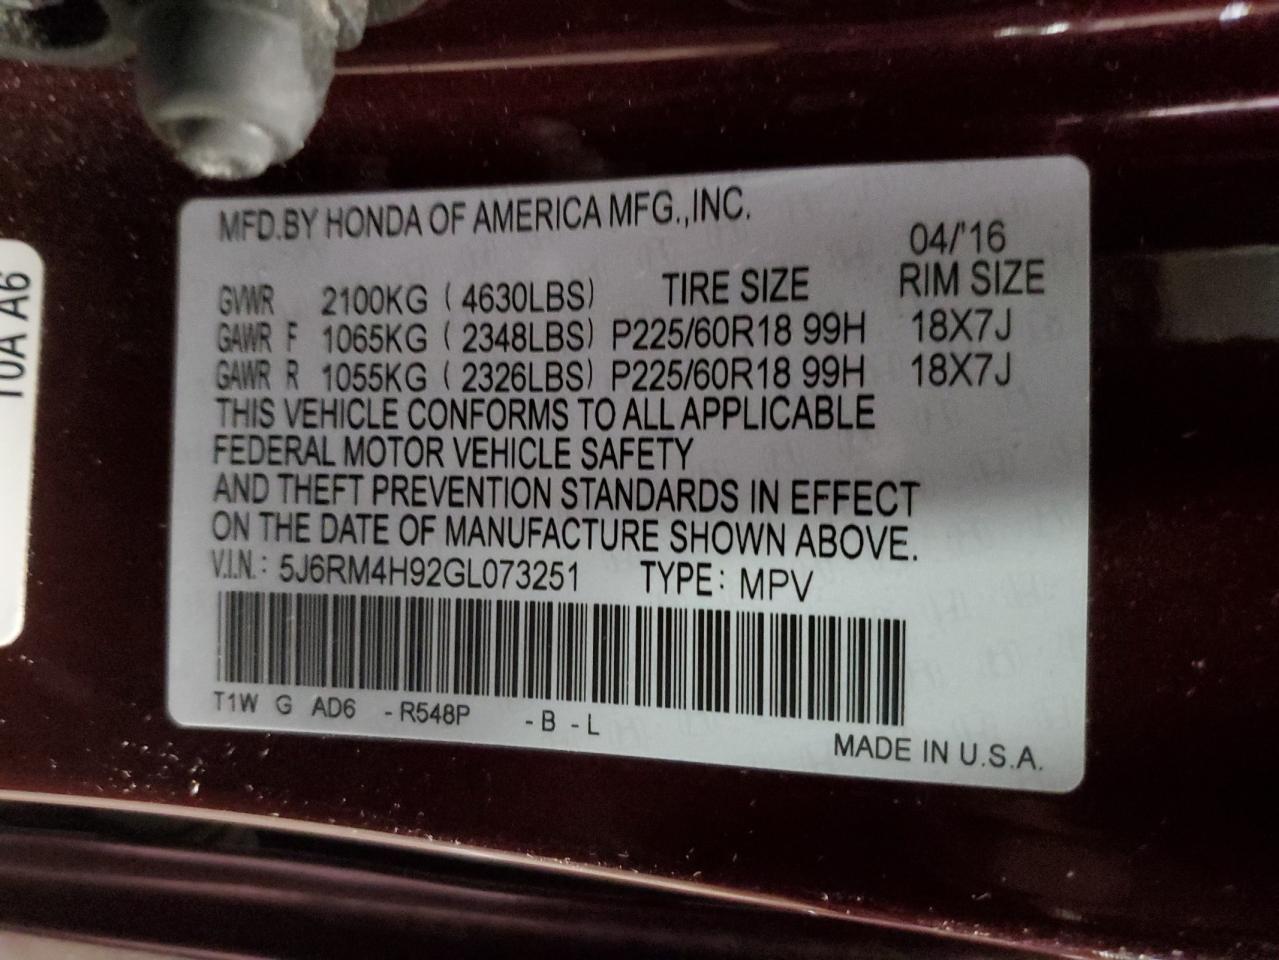 MFD.BY HONDA OF AMERICA MFG.,INC.
04/'16
GVWR 2100KG ( 4630LBS) TIRE SIZE RIM SIZE
GAWR F 1065KG ( 2348LBS) P225/60R18 99H 18X7J
GAWR R 1055KG ( 2326LBS) P225/60R18 99H 18X7J
THIS VEHICLE CONFORMS TO ALL APPLICABLE
FEDERAL MOTOR VEHICLE SAFETY
AND THEFT PREVENTION STANDARDS IN EFFECT
ON THE DATE OF MANUFACTURE SHOWN ABOVE.
V.I.N.: 5J6RM4H92GL073251 TYPE: MPV
T1W G AD6 -R548P -B -L
MADE IN U.S.A.
A6